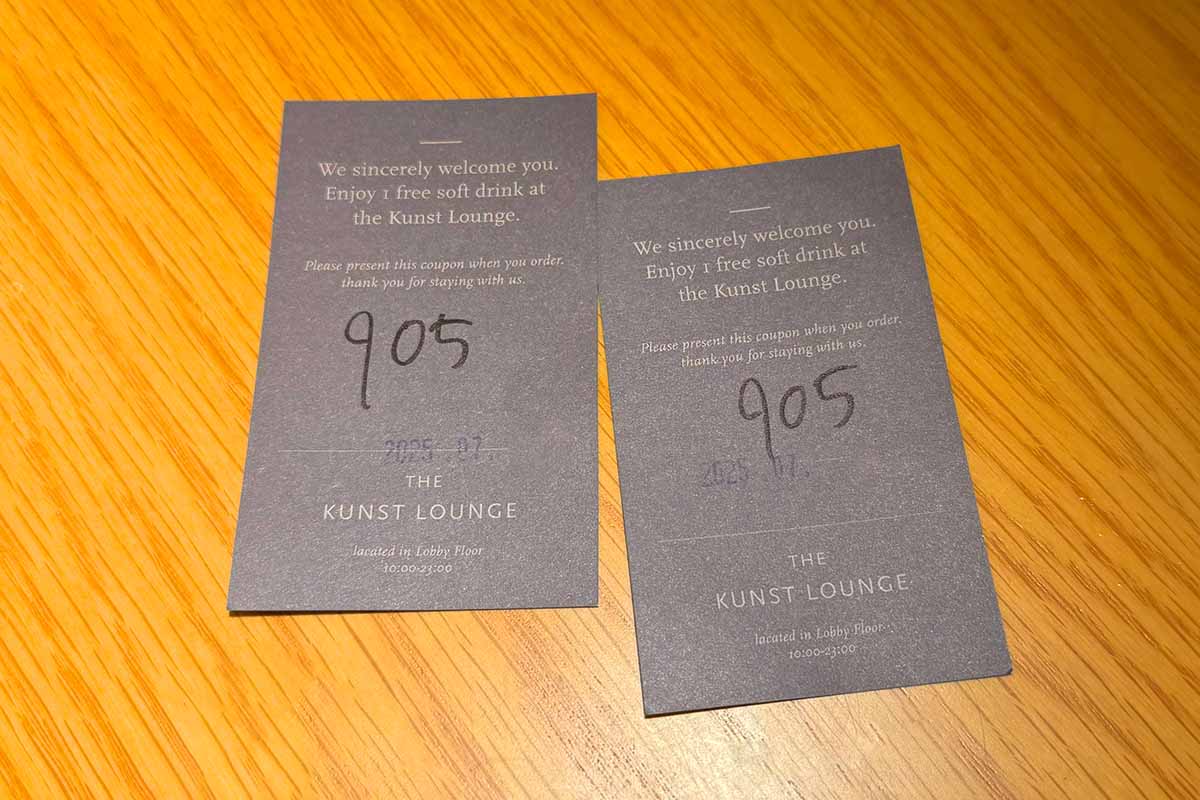 We sincerely welcome you.
Enjoy 1 free soft drink at
the Kunst Lounge.
Please present this coupon when you order.
thank you for staying with us.
905
2025.07.
THE
KUNST LOUNGE
lacated in Lobby Floor
10:00-23:00
We sincerely welcome you.
Enjoy 1 free soft drink at
the Kunst Lounge.
Please present this coupon when you order.
thank you for staying with us.
905
2025.07.
THE
KUNST LOUNGE
lacated in Lobby Floor
10:00-23:00